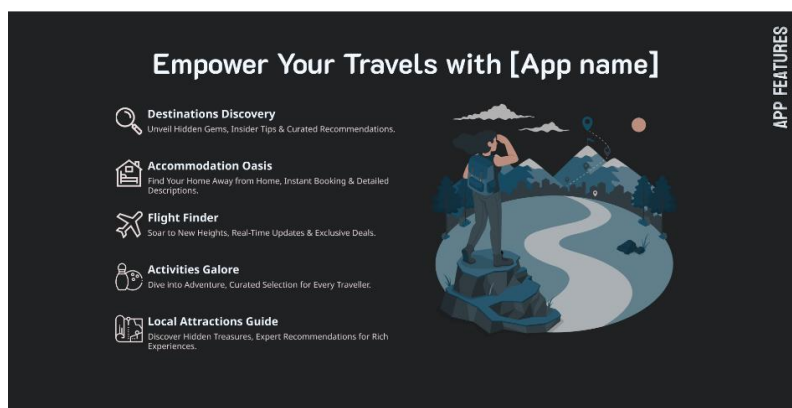 Empower Your Travels with [App name]
APP FEATURES
Destinations Discovery
Unveil Hidden Gems, Insider Tips & Curated Recommendations.
Accommodation Oasis
Find Your Home Away from Home, Instant Booking & Detailed
Descriptions.
Flight Finder
Soar to New Heights, Real-Time Updates & Exclusive Deals.
Activities Galore
Dive into Adventure, Curated Selection for Every Traveller.
Local Attractions Guide
Discover Hidden Treasures, Expert Recommendations for Rich
Experiences.